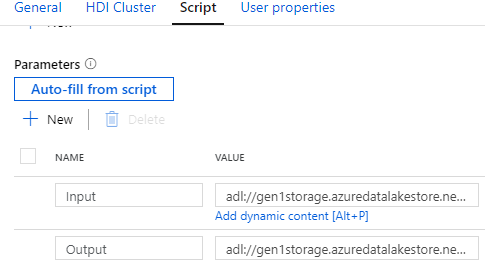 General HDI Cluster Script User properties
New
Parameters
Auto-fill from script
New Delete
NAME VALUE
Input adl://gen1storage.azuredatalakestore.ne...
Add dynamic content [Alt+P]
Output adl://gen1storage.azuredatalakestore.ne...